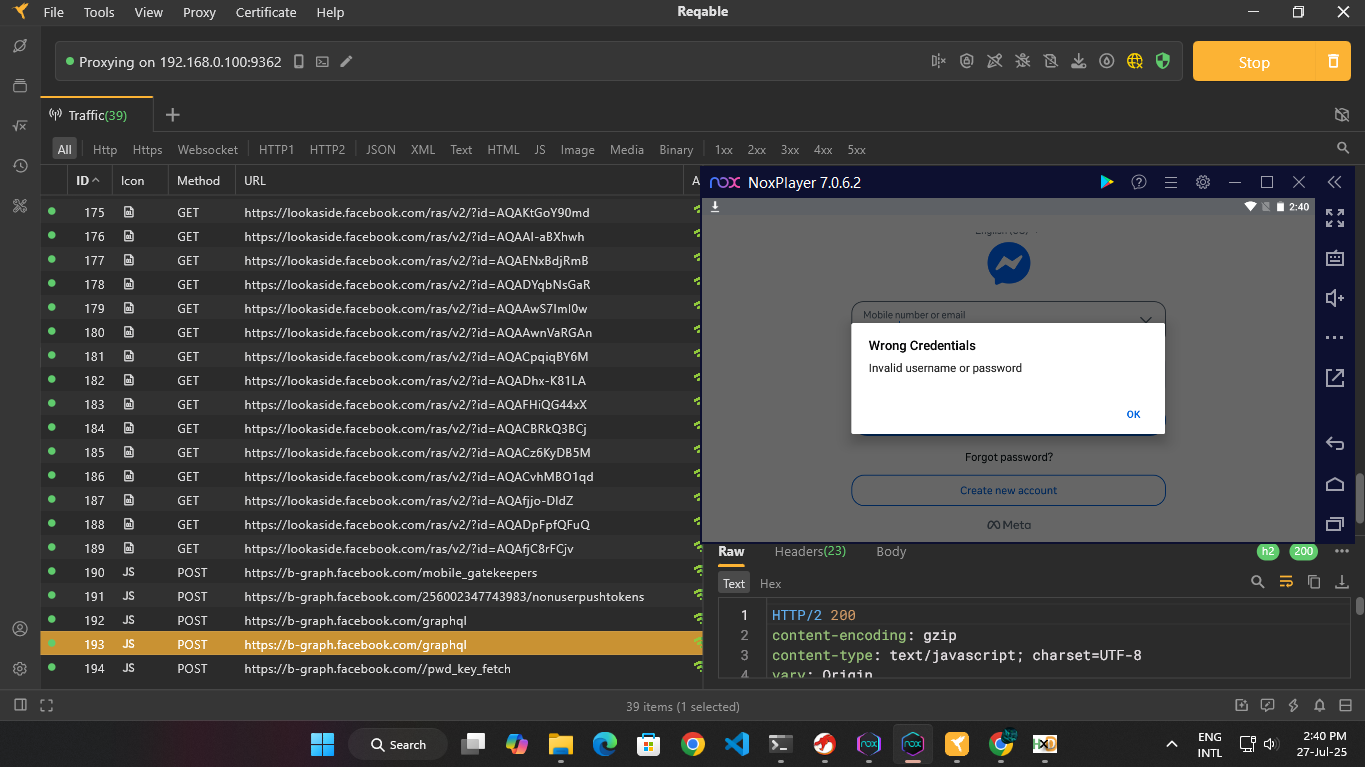 File Tools View Proxy Certificate Help
Reqable
Proxying on 192.168.0.100:9362
Stop
Traffic(39)
All Http Https Websocket HTTP1 HTTP2 JSON XML Text HTML JS Image Media Binary 1xx 2xx 3xx 4xx 5xx
ID Icon Method URL A
175 GET https://lookaside.facebook.com/ras/v2/?id=AQAKtGoY90md
176 GET https://lookaside.facebook.com/ras/v2/?id=AQAAI-aBXhwh
177 GET https://lookaside.facebook.com/ras/v2/?id=AQAENxBdjRmB
178 GET https://lookaside.facebook.com/ras/v2/?id=AQADYqbNsGaR
179 GET https://lookaside.facebook.com/ras/v2/?id=AQAAwS7Iml0w
180 GET https://lookaside.facebook.com/ras/v2/?id=AQAAwnVaRGAn
181 GET https://lookaside.facebook.com/ras/v2/?id=AQACpqiqBY6M
182 GET https://lookaside.facebook.com/ras/v2/?id=AQADhx-K81LA
183 GET https://lookaside.facebook.com/ras/v2/?id=AQAFHiQG44xX
184 GET https://lookaside.facebook.com/ras/v2/?id=AQACBRkQ3BCj
185 GET https://lookaside.facebook.com/ras/v2/?id=AQACz6KyDB5M
186 GET https://lookaside.facebook.com/ras/v2/?id=AQACvhMBO1qd
187 GET https://lookaside.facebook.com/ras/v2/?id=AQAfjjo-DIdZ
188 GET https://lookaside.facebook.com/ras/v2/?id=AQADpFpfQFuQ
189 GET https://lookaside.facebook.com/ras/v2/?id=AQAfjC8rFCjv
190 JS POST https://b-graph.facebook.com/mobile_gatekeepers
191 JS POST https://b-graph.facebook.com/256002347743983/nonuserpushtokens
192 JS POST https://b-graph.facebook.com/graphql
193 JS POST https://b-graph.facebook.com/graphql
194 JS POST https://b-graph.facebook.com//pwd_key_fetch
nox NoxPlayer 7.0.6.2
2:40
Mobile number or email
Wrong Credentials
Invalid username or password
OK
Forgot password?
Create new account
Meta
Raw Headers(23) Body h2 200
Text Hex
1 HTTP/2 200
2 content-encoding: gzip
3 content-type: text/javascript; charset=UTF-8
4 vary: Origin
39 items (1 selected)
Search
ENG
INTL
2:40 PM
27-Jul-25